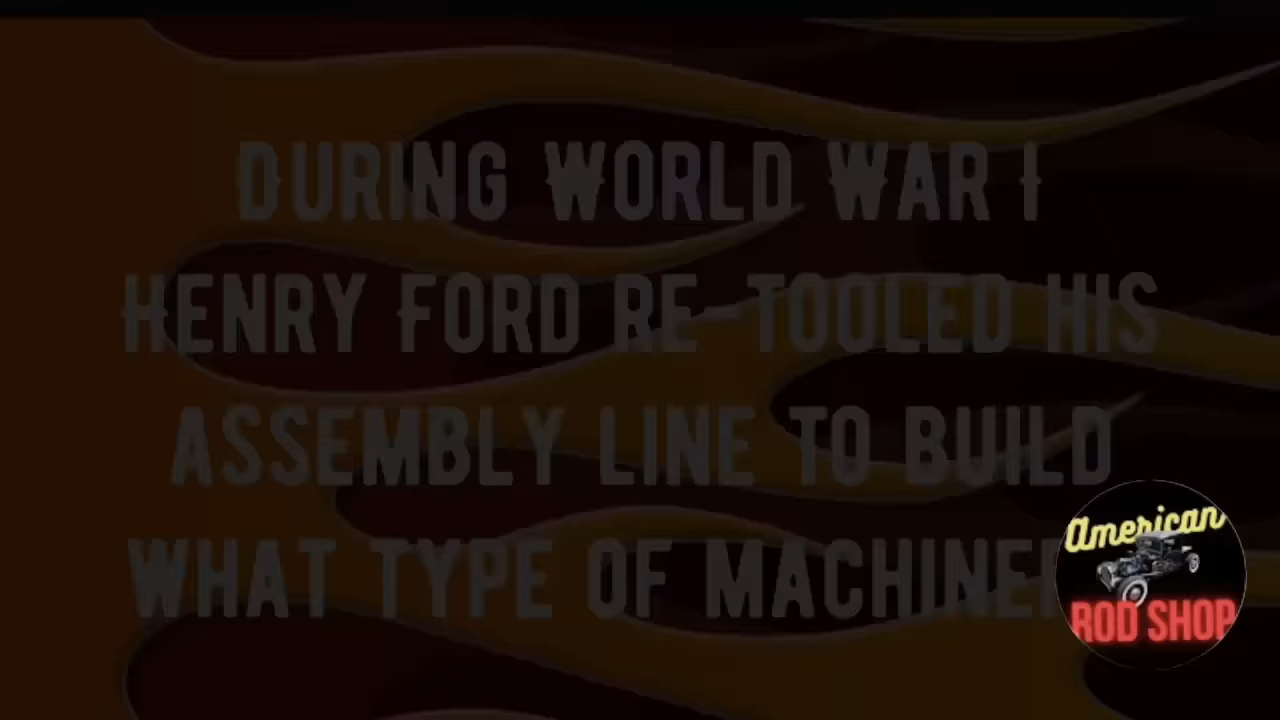 DURING WORLD WAR I
HENRY FORD RE-TOOLED HIS
ASSEMBLY LINE TO BUILD
WHAT TYPE OF
American
ROD SHOP